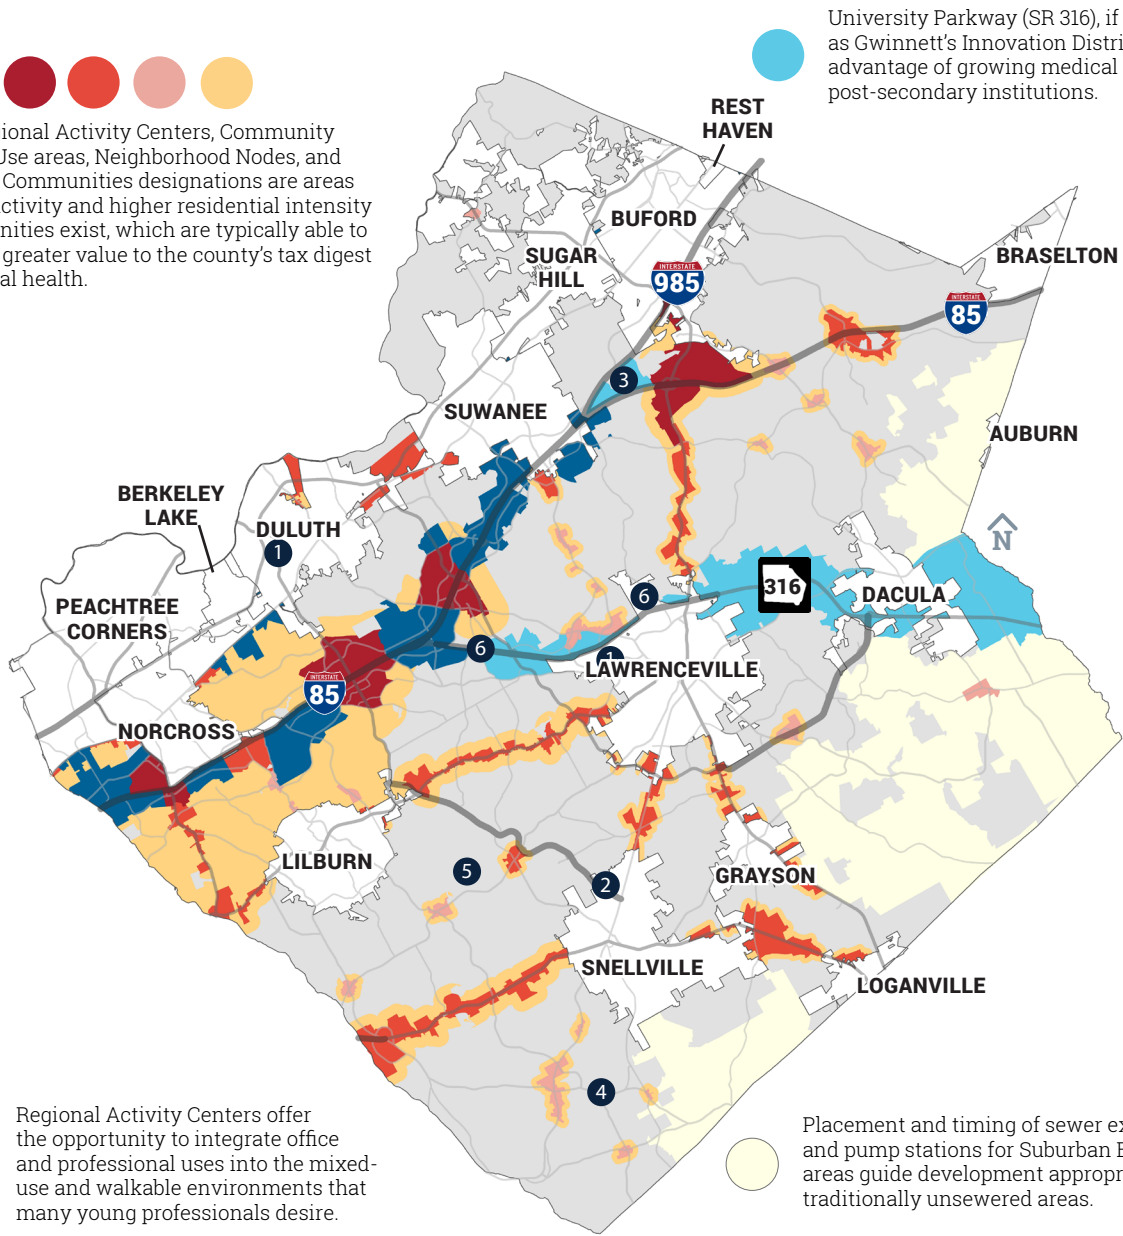 University Parkway (SR 316), if
as Gwinnett’s Innovation Distri
advantage of growing medical
post-secondary institutions.
ional Activity Centers, Community
Use areas, Neighborhood Nodes, and
Communities designations are areas
ctivity and higher residential intensity
nities exist, which are typically able to
greater value to the county’s tax digest
al health.
REST
HAVEN
BUFORD
SUGAR
HILL
BRASELTON
INTERSTATE
985
INTERSTATE
85
3
SUWANEE
AUBURN
BERKELEY
LAKE
DULUTH
1
N
PEACHTREE
CORNERS
316
6
DACULA
6
1
LAWRENCEVILLE
INTERSTATE
85
NORCROSS
LILBURN
5
2
GRAYSON
SNELLVILLE
LOGANVILLE
4
Regional Activity Centers offer
the opportunity to integrate office
and professional uses into the mixed-
use and walkable environments that
many young professionals desire.
Placement and timing of sewer ex
and pump stations for Suburban E
areas guide development appropr
traditionally unsewered areas.